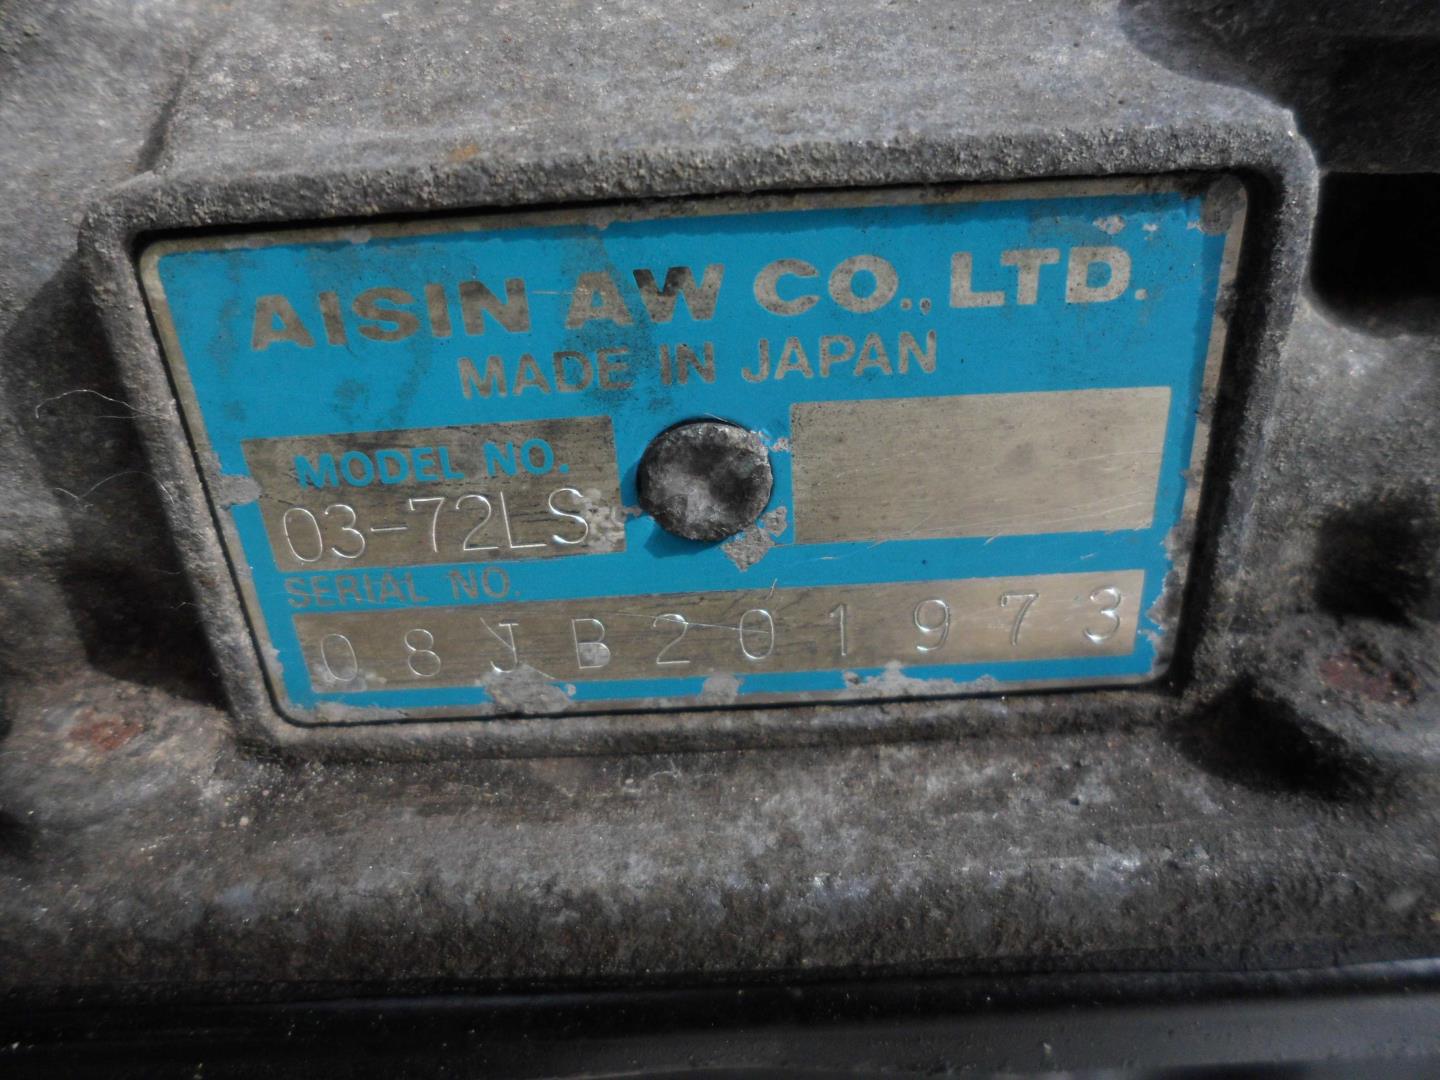 AISIN AW CO., LTD.
MADE IN JAPAN
MODEL NO.
03-72LS
SERIAL NO.
08JB201973